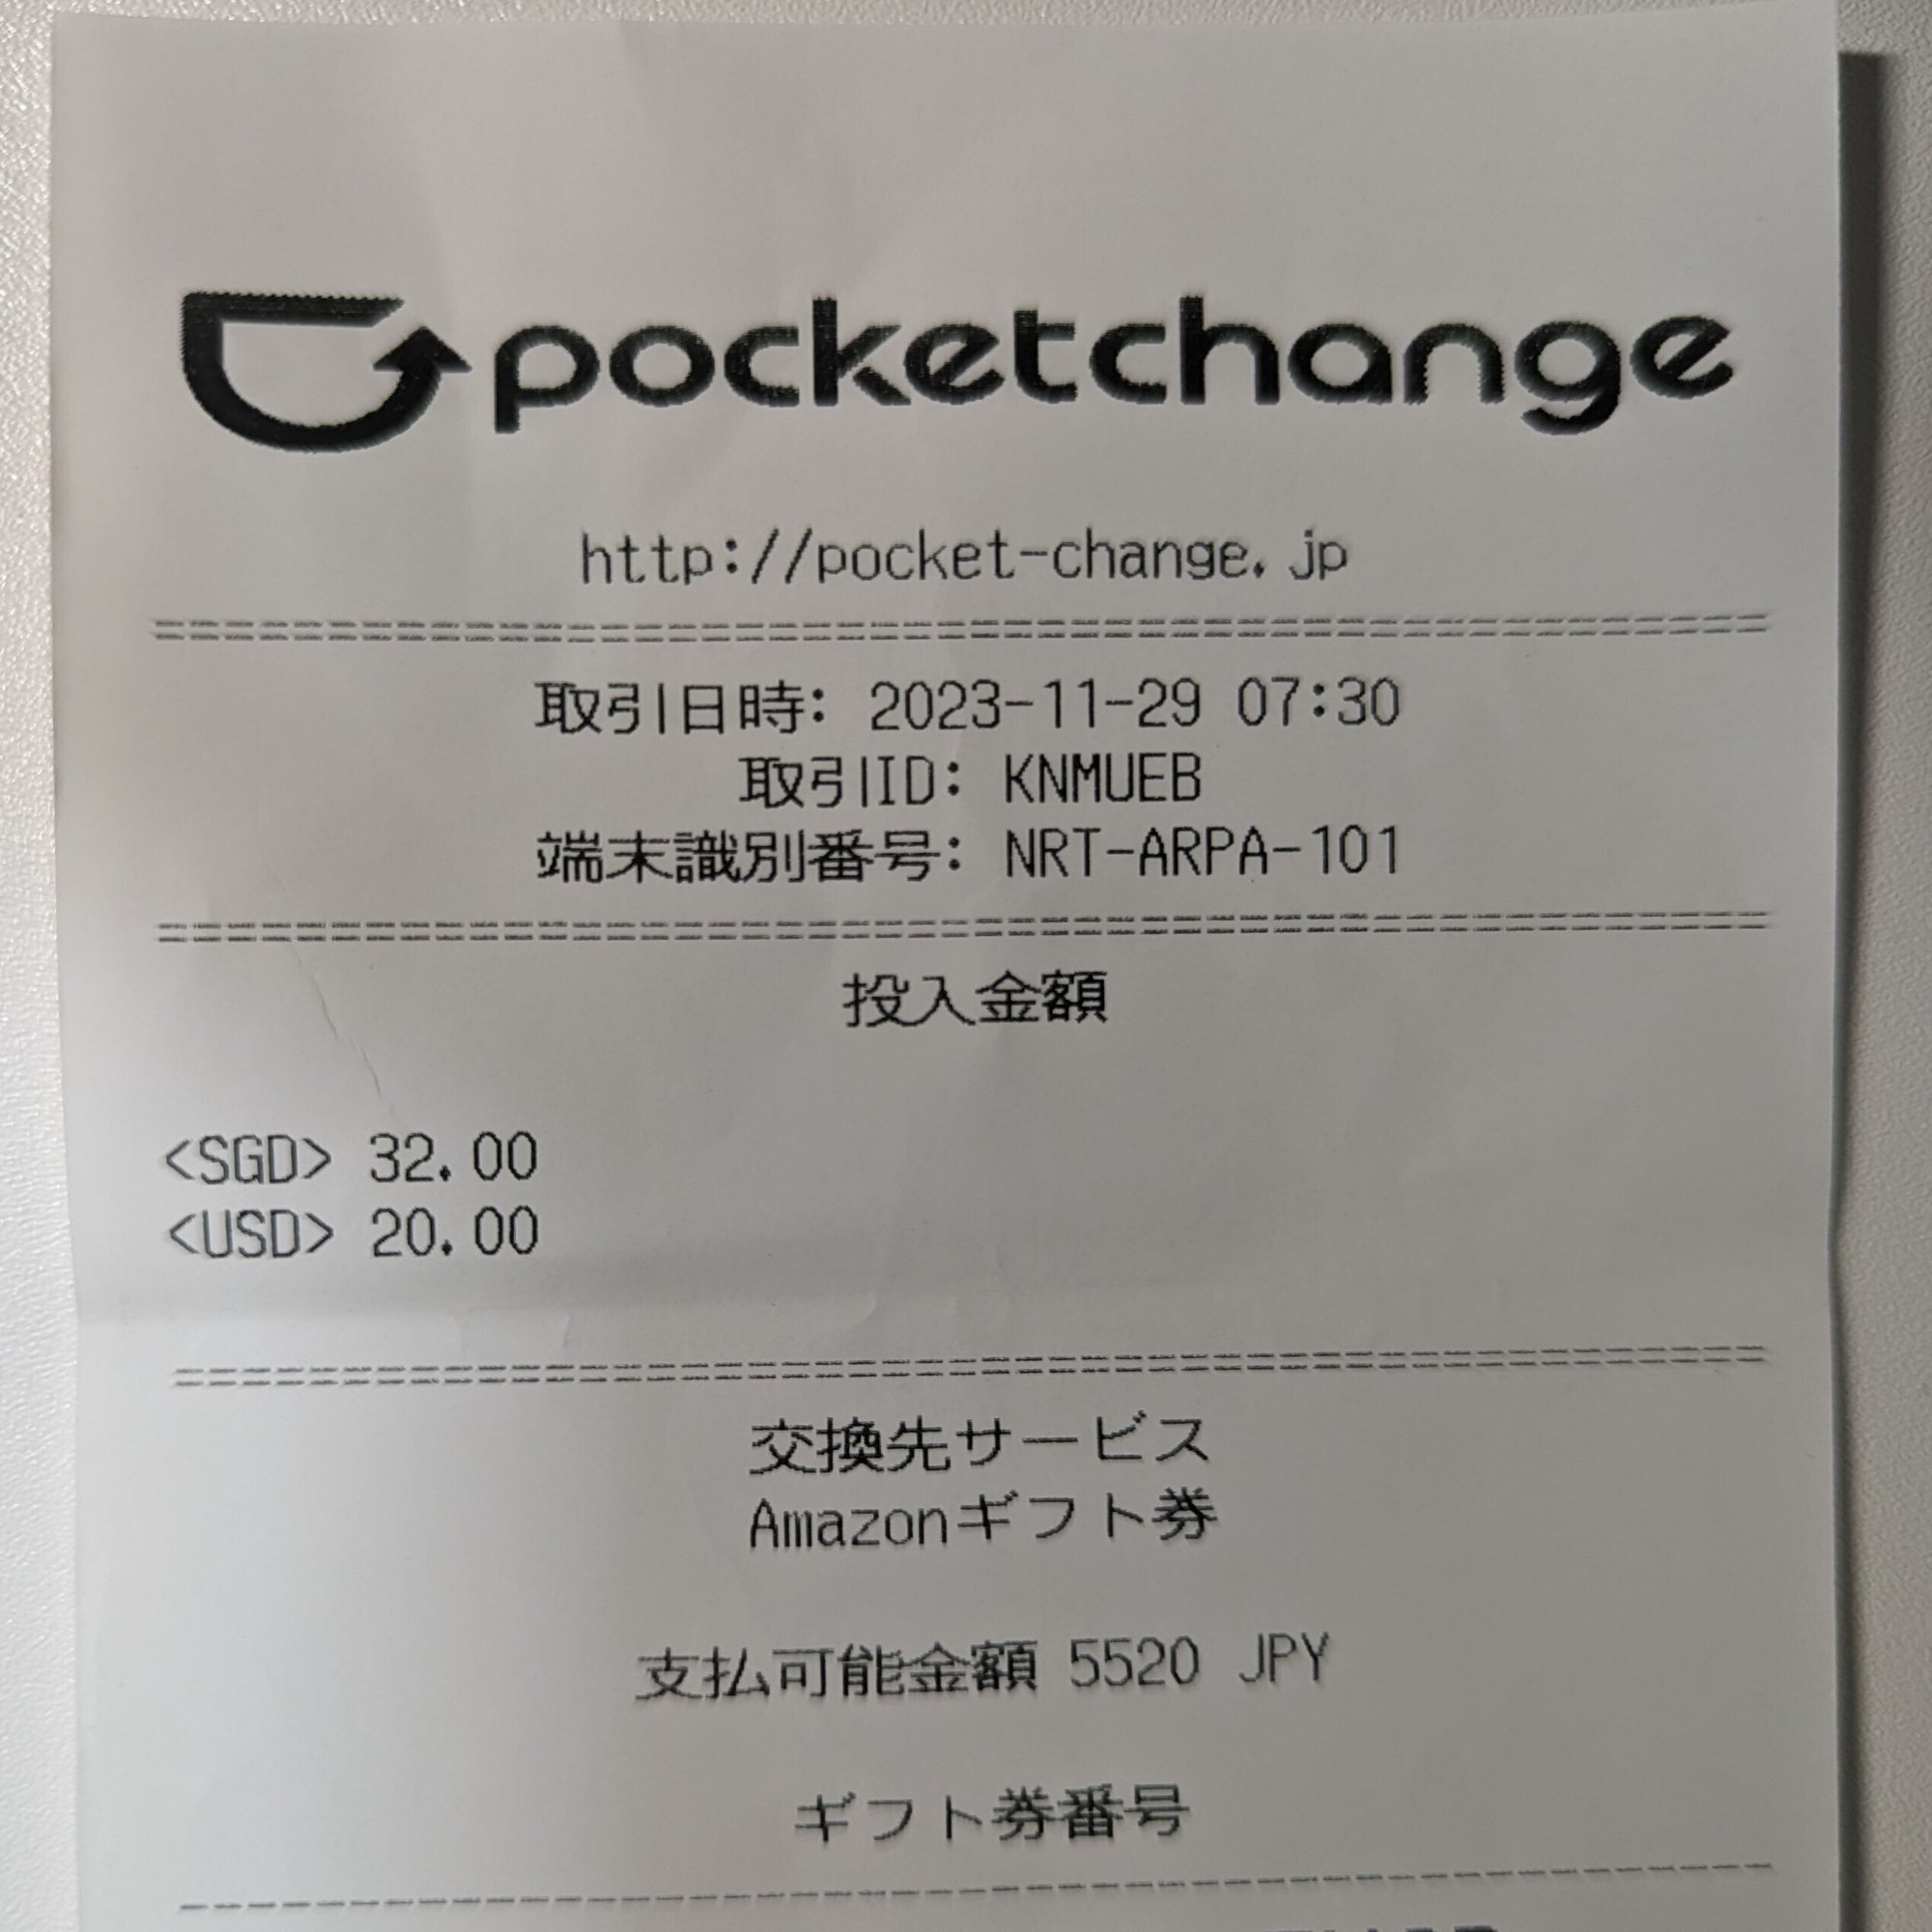 pocketchange
http://pocket-change.jp
取引日時: 2023-11-29 07:30
取引ID: KNMUEB
端末識別番号: NRT-ARPA-101
投入金額
<SGD> 32.00
<USD> 20.00
交換先サービス
Amazonギフト券
支払可能金額 5520 JPY
ギフト券番号